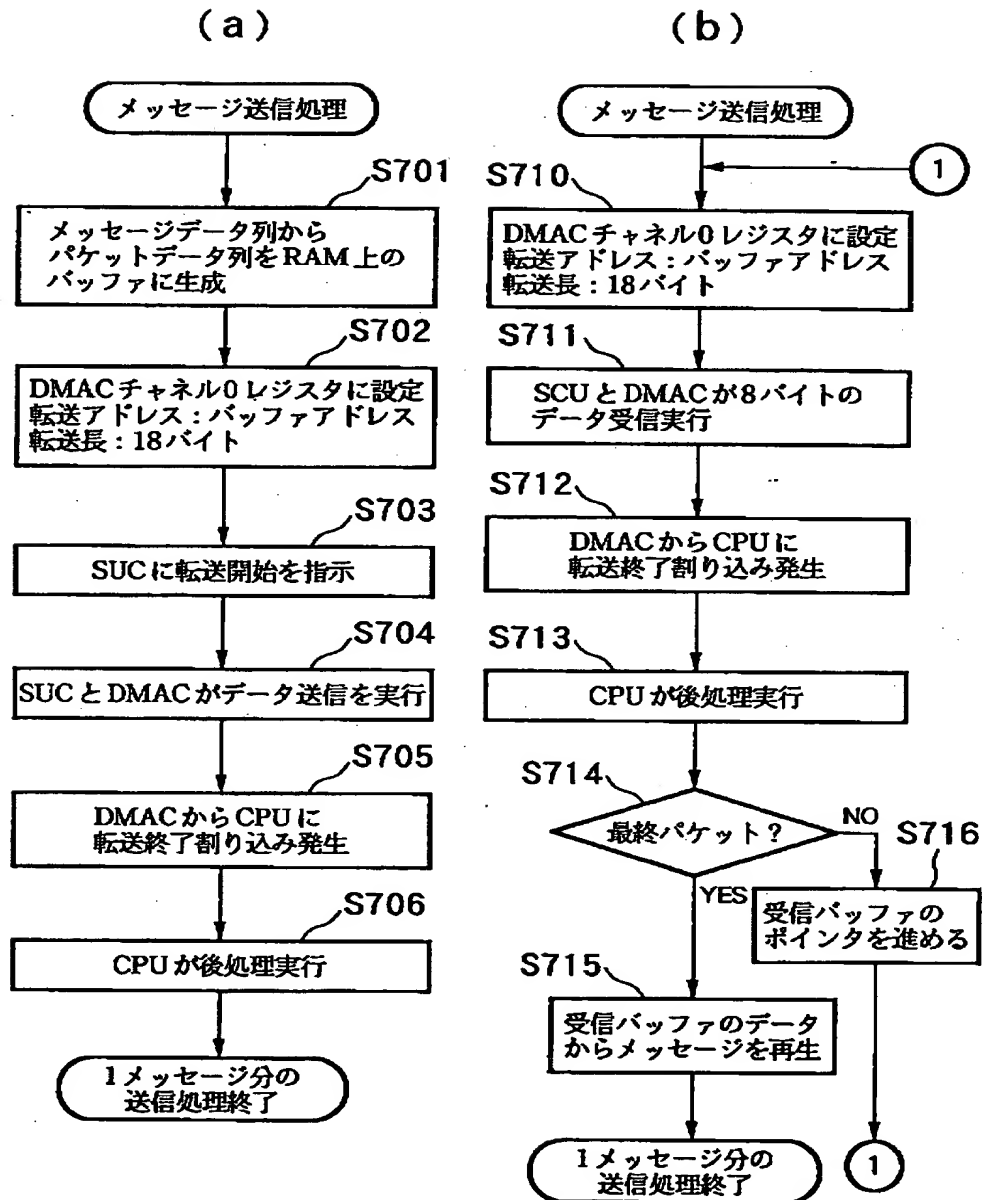 (a)
メッセージ送信処理
S701
メッセージデータ列から
パケットデータ列をRAM上の
バッファに生成
S702
DMACチャネル0レジスタに設定
転送アドレス:バッファアドレス
転送長:18バイト
S703
SUCに転送開始を指示
S704
SUCとDMACがデータ送信を実行
S705
DMACからCPUに
転送終了割り込み発生
S706
CPUが後処理実行
1メッセージ分の
送信処理終了
(b)
メッセージ送信処理
1
S710
DMACチャネル0レジスタに設定
転送アドレス:バッファアドレス
転送長:18バイト
S711
SCUとDMACが8バイトの
データ受信実行
S712
DMACからCPUに
転送終了割り込み発生
S713
CPUが後処理実行
S714
最終パケット?
NO
YES
S716
受信バッファの
ポインタを進める
S715
受信バッファのデータ
からメッセージを再生
1メッセージ分の
送信処理終了
1